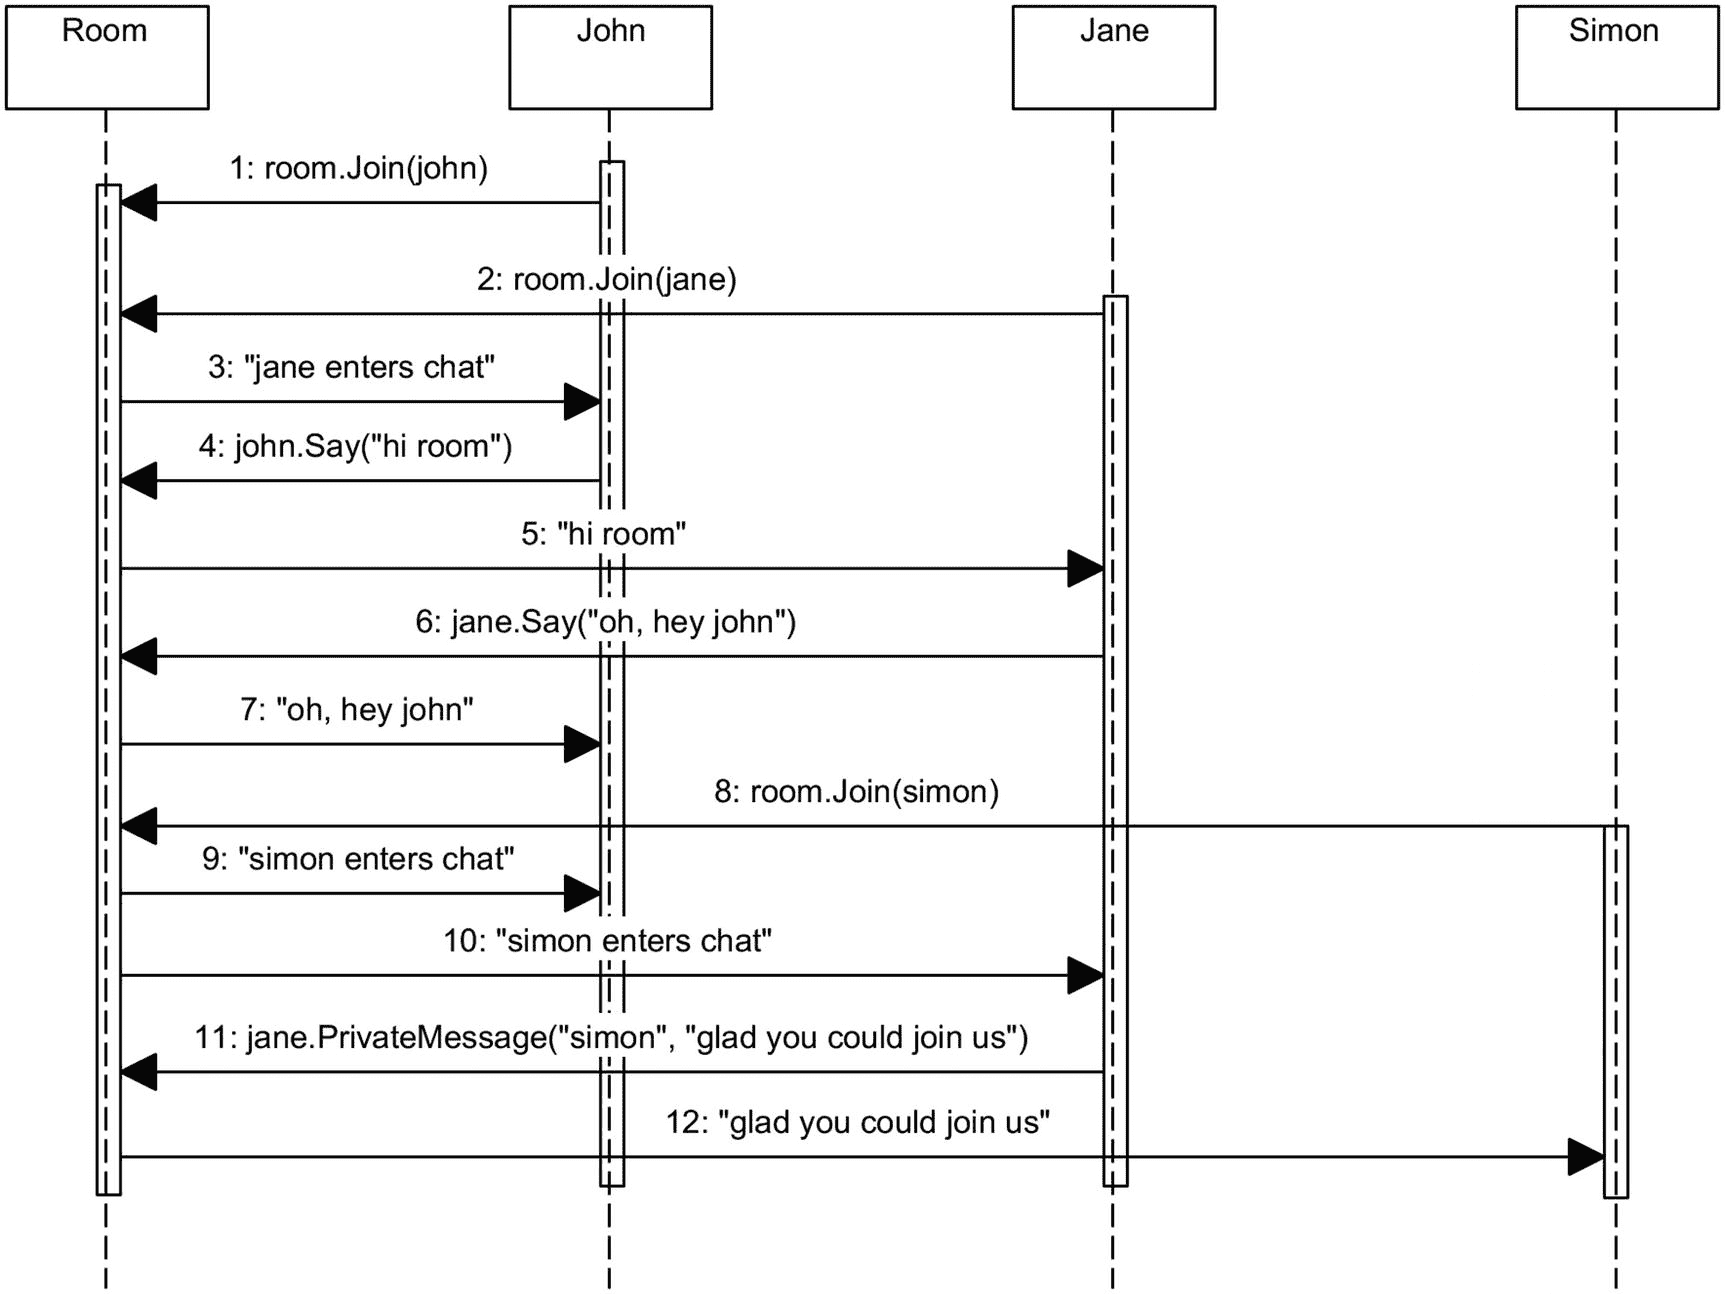 Room
John
Jane
Simon
1: room.Join(john)
2: room.Join(jane)
3: "jane enters chat"
4: john.Say("hi room")
5: "hi room"
6: jane.Say("oh, hey john")
7: "oh, hey john"
8: room.Join(simon)
9: "simon enters chat"
10: "simon enters chat"
11: jane.PrivateMessage("simon", "glad you could join us")
12: "glad you could join us"